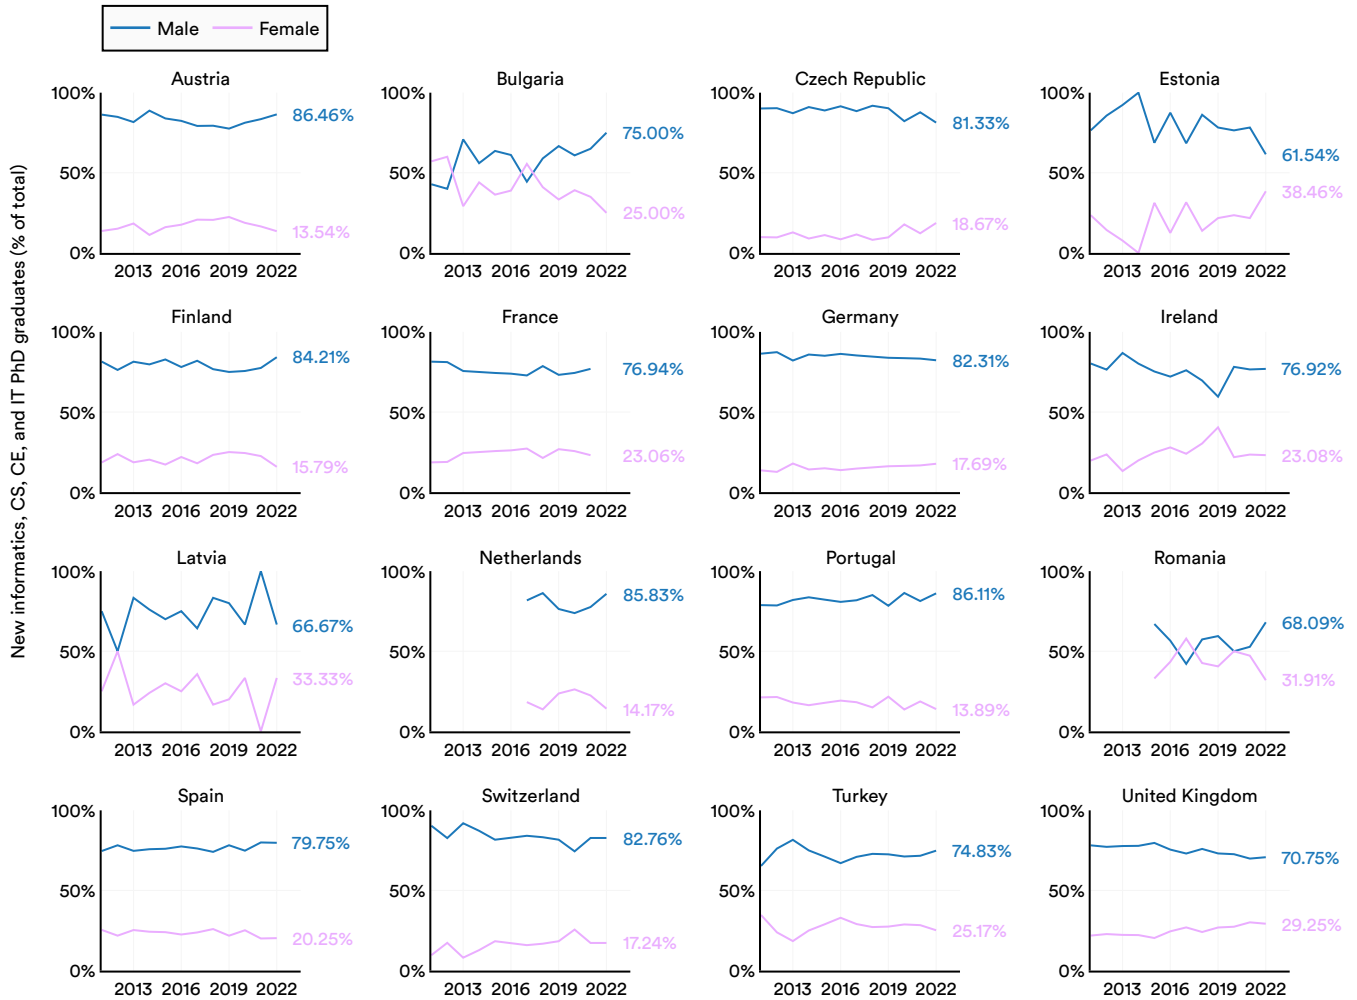 Male Female
New informatics, CS, CE, and IT PhD graduates (% of total)
Austria
100%
50%
0%
2013 2016 2019 2022
86.46%
13.54%
Bulgaria
100%
50%
0%
2013 2016 2019 2022
75.00%
25.00%
Czech Republic
100%
50%
0%
2013 2016 2019 2022
81.33%
18.67%
Estonia
100%
50%
0%
2013 2016 2019 2022
61.54%
38.46%
Finland
100%
50%
0%
2013 2016 2019 2022
84.21%
15.79%
France
100%
50%
0%
2013 2016 2019 2022
76.94%
23.06%
Germany
100%
50%
0%
2013 2016 2019 2022
82.31%
17.69%
Ireland
100%
50%
0%
2013 2016 2019 2022
76.92%
23.08%
Latvia
100%
50%
0%
2013 2016 2019 2022
66.67%
33.33%
Netherlands
100%
50%
0%
2013 2016 2019 2022
85.83%
14.17%
Portugal
100%
50%
0%
2013 2016 2019 2022
86.11%
13.89%
Romania
100%
50%
0%
2013 2016 2019 2022
68.09%
31.91%
Spain
100%
50%
0%
2013 2016 2019 2022
79.75%
20.25%
Switzerland
100%
50%
0%
2013 2016 2019 2022
82.76%
17.24%
Turkey
100%
50%
0%
2013 2016 2019 2022
74.83%
25.17%
United Kingdom
100%
50%
0%
2013 2016 2019 2022
70.75%
29.25%